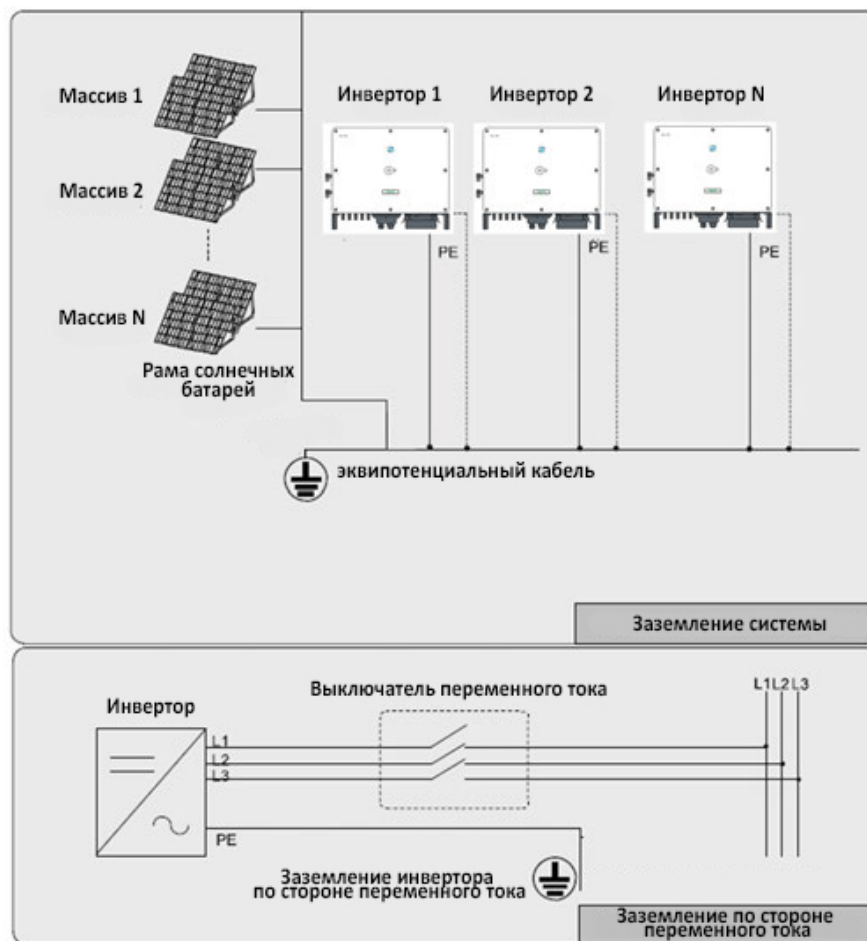 Массив 1
Инвертор 1
Инвертор 2
Инвертор N
Массив 2
PE
PE
PE
Массив N
Рама солнечных
батарей
эквипотенциальный кабель
Заземление системы
Выключатель переменного тока
L1L2L3
Инвертор
L1
L2
L3
PE
Заземление инвертора
по стороне переменного тока
Заземление по стороне
переменного тока